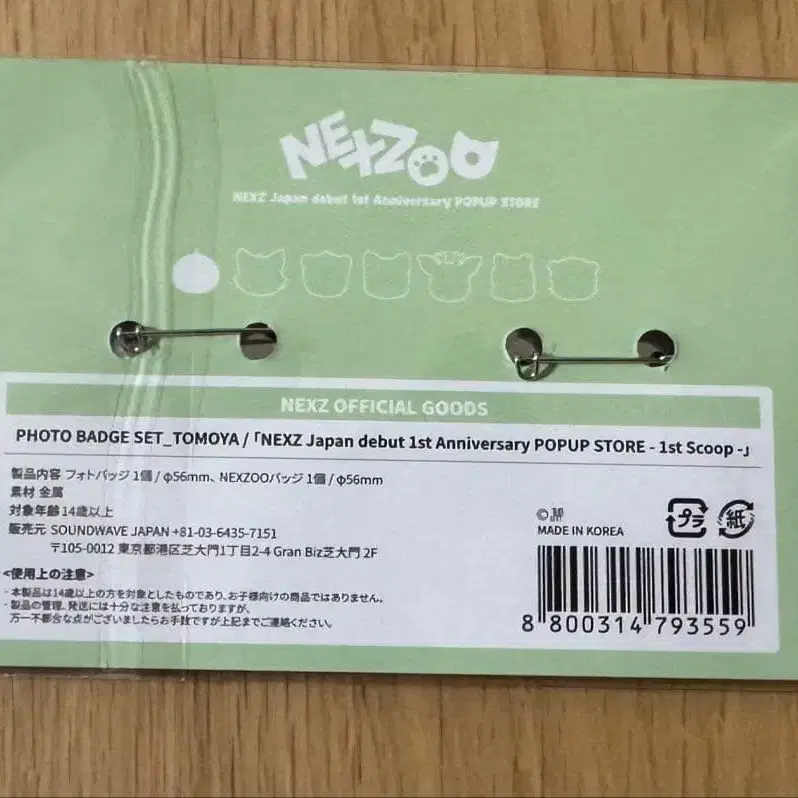 NEXZOO
NEXZ Japan debut 1st Anniversary POPUP STORE
NEXZ OFFICIAL GOODS
PHOTO BADGE SET_TOMOYA /「NEXZ Japan debut 1st Anniversary POPUP STORE - 1st Scoop -」
製品内容 フォトバッジ 1個 / φ56mm、NEXZOOバッジ 1個 / φ56mm
素材 金属
対象年齢 14歳以上
販売元 SOUNDWAVE JAPAN +81-03-6435-7151
〒105-0012 東京都港区芝大門1丁目2-4 Gran Biz芝大門 2F
<使用上の注意>
・本製品は14歳以上の方を対象としたものであり、お子様向けの商品ではありません。
・製品の管理、発送には十分な注意を払っておりますが、
万一不都合な点がございましたらお手数ですが上記までご連絡ください。
©
MADE IN KOREA
プラ
紙
8 800314 793559